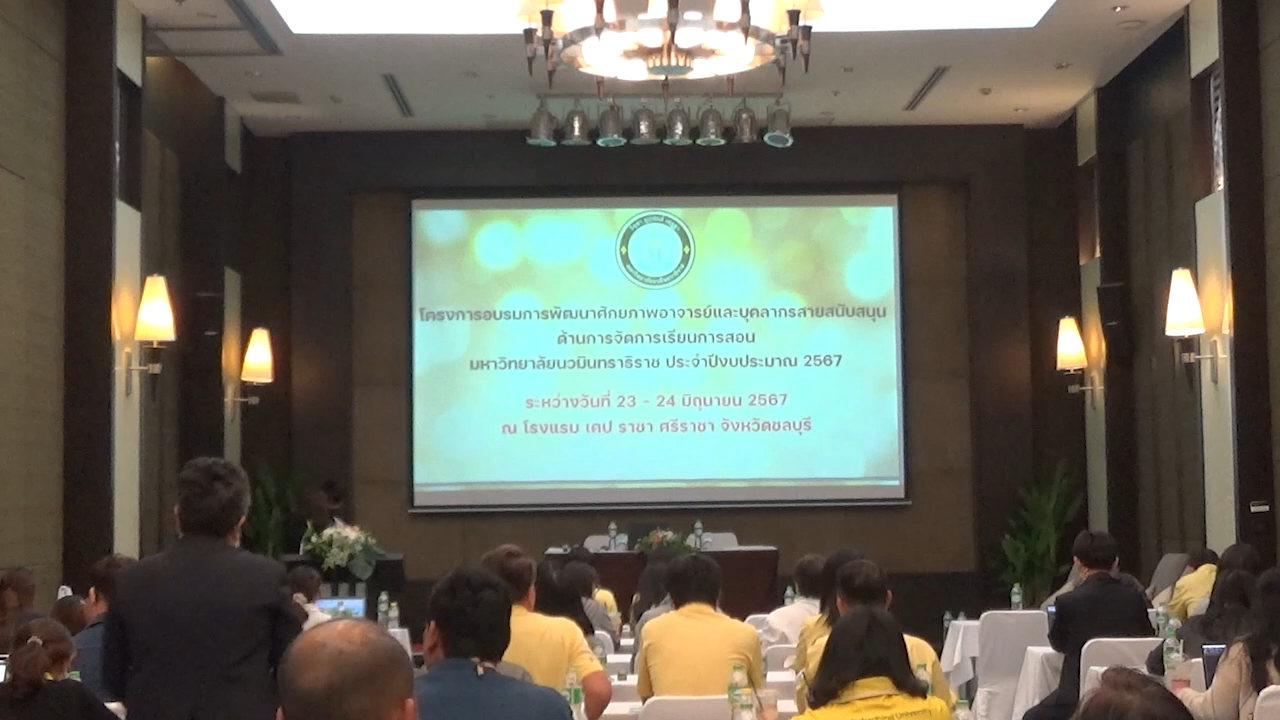 โครงการอบรมการพัฒนาศักยภาพอาจารย์และบุคลากรสายสนับสนุน
ด้านการจัดการเรียนการสอน
มหาวิทยาลัยนวมินทราธิราช ประจำปีงบประมาณ 2567
ระหว่างวันที่ 23 - 24 มิถุนายน 2567
ณ โรงแรม เคป ราชา ศรีราชา จังหวัดชลบุรี
University